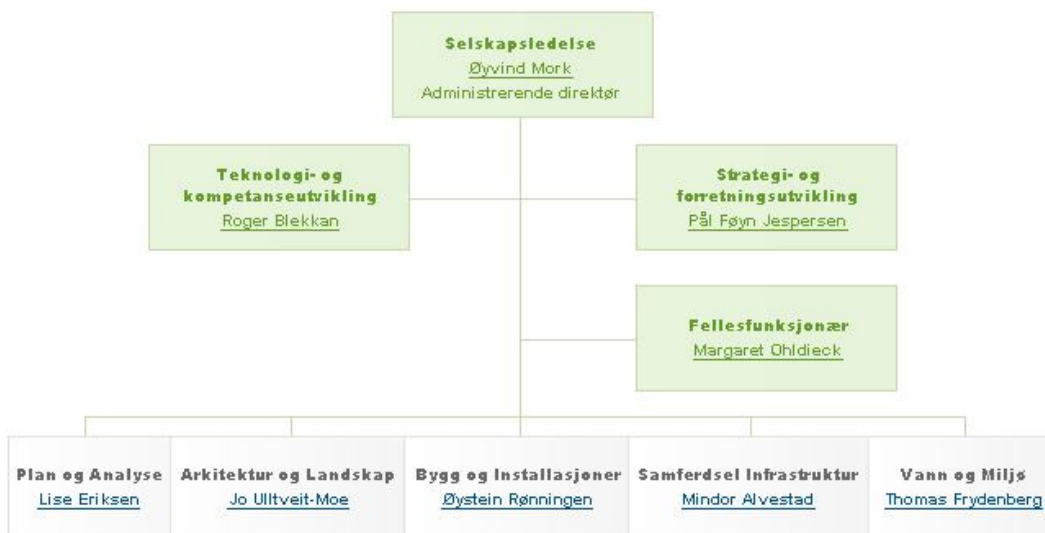 Selskapsledelse
Øyvind Mork
Administrerende direktør
Teknologi- og
kompetanseutvikling
Roger Blekkan
Strategi- og
forretningsutvikling
Pål Føyn Jespersen
Fellesfunksjonær
Margaret Ohldieck
Plan og Analyse
Lise Eriksen
Arkitektur og Landskap
Jo Ulltveit-Moe
Bygg og Installasjoner
Øystein Rønningen
Samferdsel Infrastruktur
Mindor Alvestad
Vann og Miljø
Thomas Frydenberg